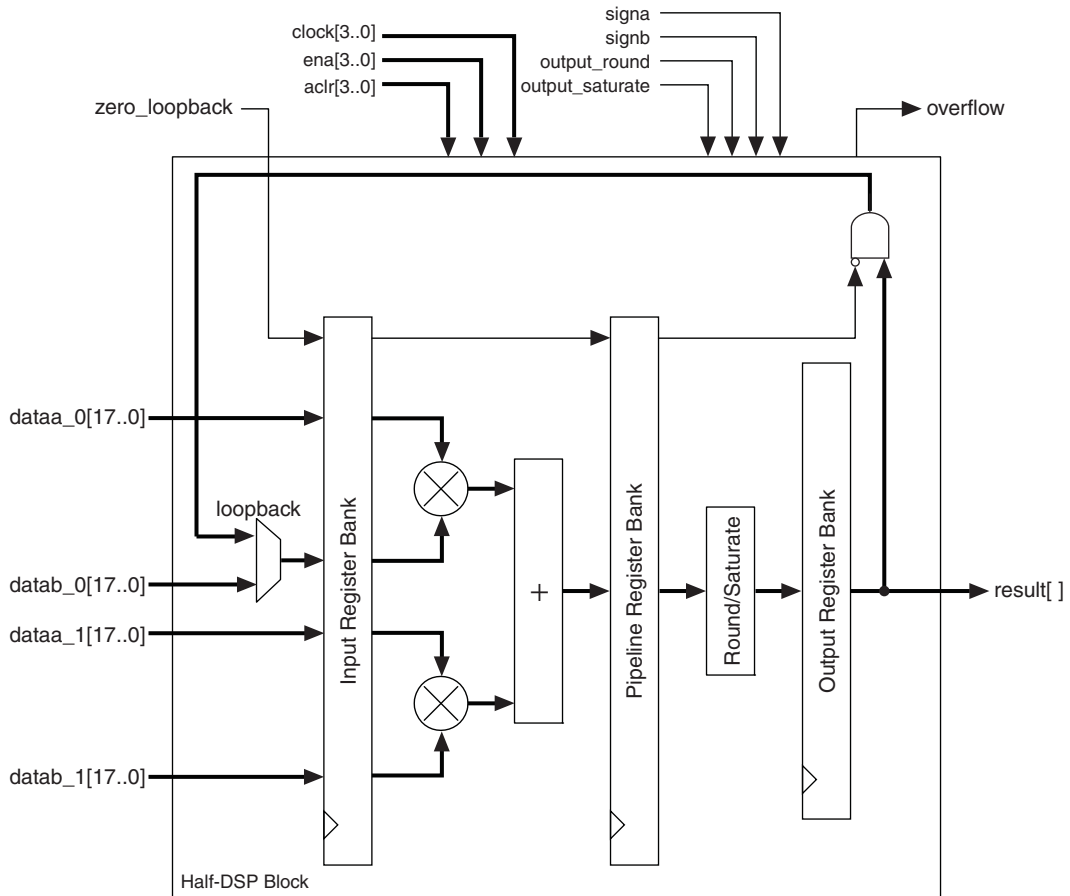 signa
signb
output_round
output_saturate
clock[3..0]
ena[3..0]
aclr[3..0]
zero_loopback
overflow
dataa_0[17..0]
loopback
datab_0[17..0]
dataa_1[17..0]
datab_1[17..0]
Input Register Bank
+
Pipeline Register Bank
Round/Saturate
Output Register Bank
result[ ]
Half-DSP Block